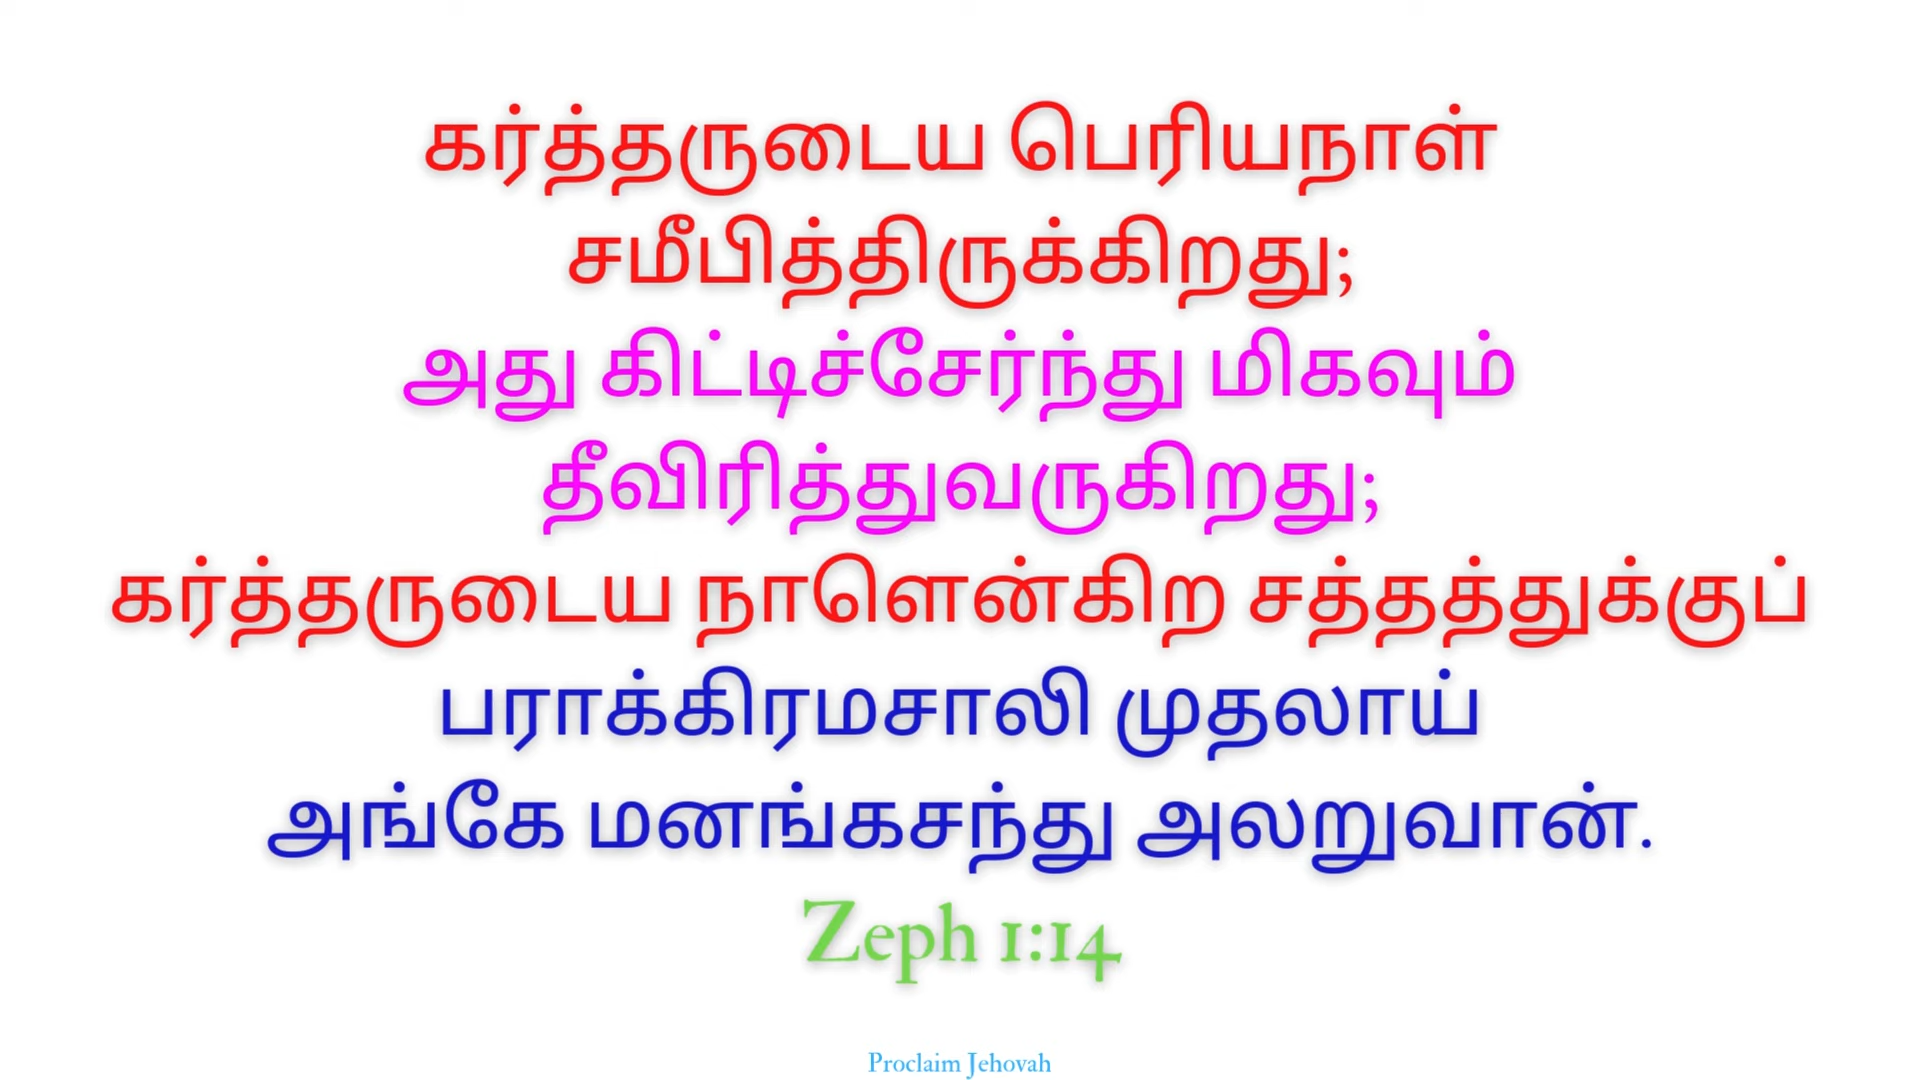 கர்த்தருடைய பெரியநாள்
சமீபித்திருக்கிறது;
அது கிட்டிச்சேர்ந்து மிகவும்
தீவிரித்துவருகிறது;
கர்த்தருடைய நாளென்கிற சத்தத்துக்குப்
பராக்கிரமசாலி முதலாய்
அங்கே மனங்கசந்து அலறுவான்.
Zeph 1:14
Proclaim Jehovah